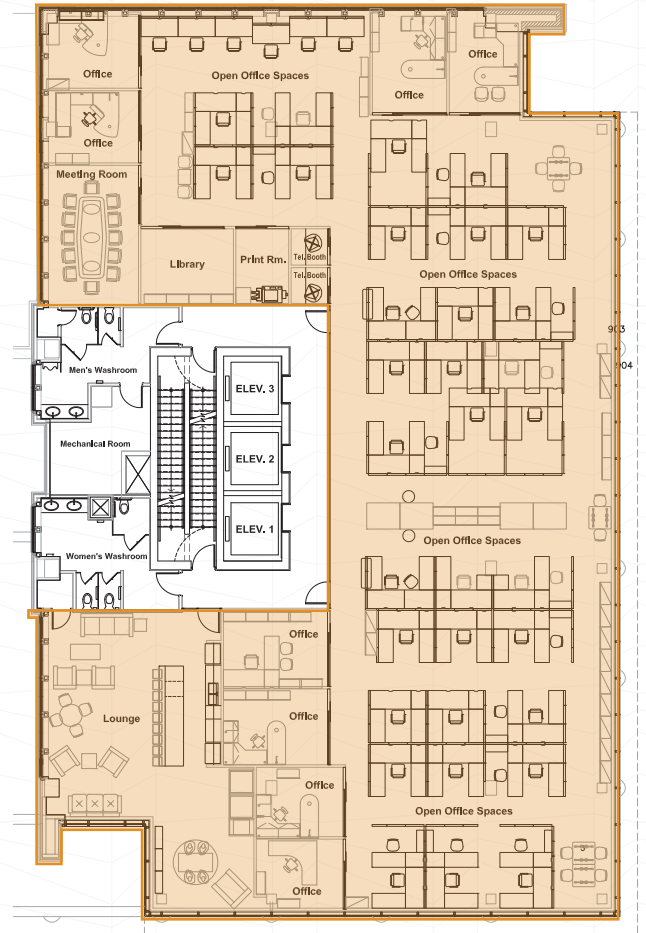 Office
Open Office Spaces
Office
Office
Office
Meeting Room
Library
Print Rm.
Tel. Booth
Tel. Booth
Open Office Spaces
903
904
Men's Washroom
ELEV. 3
Mechanical Room
ELEV. 2
ELEV. 1
Open Office Spaces
Women's Washroom
Office
Lounge
Office
Office
Open Office Spaces
Office